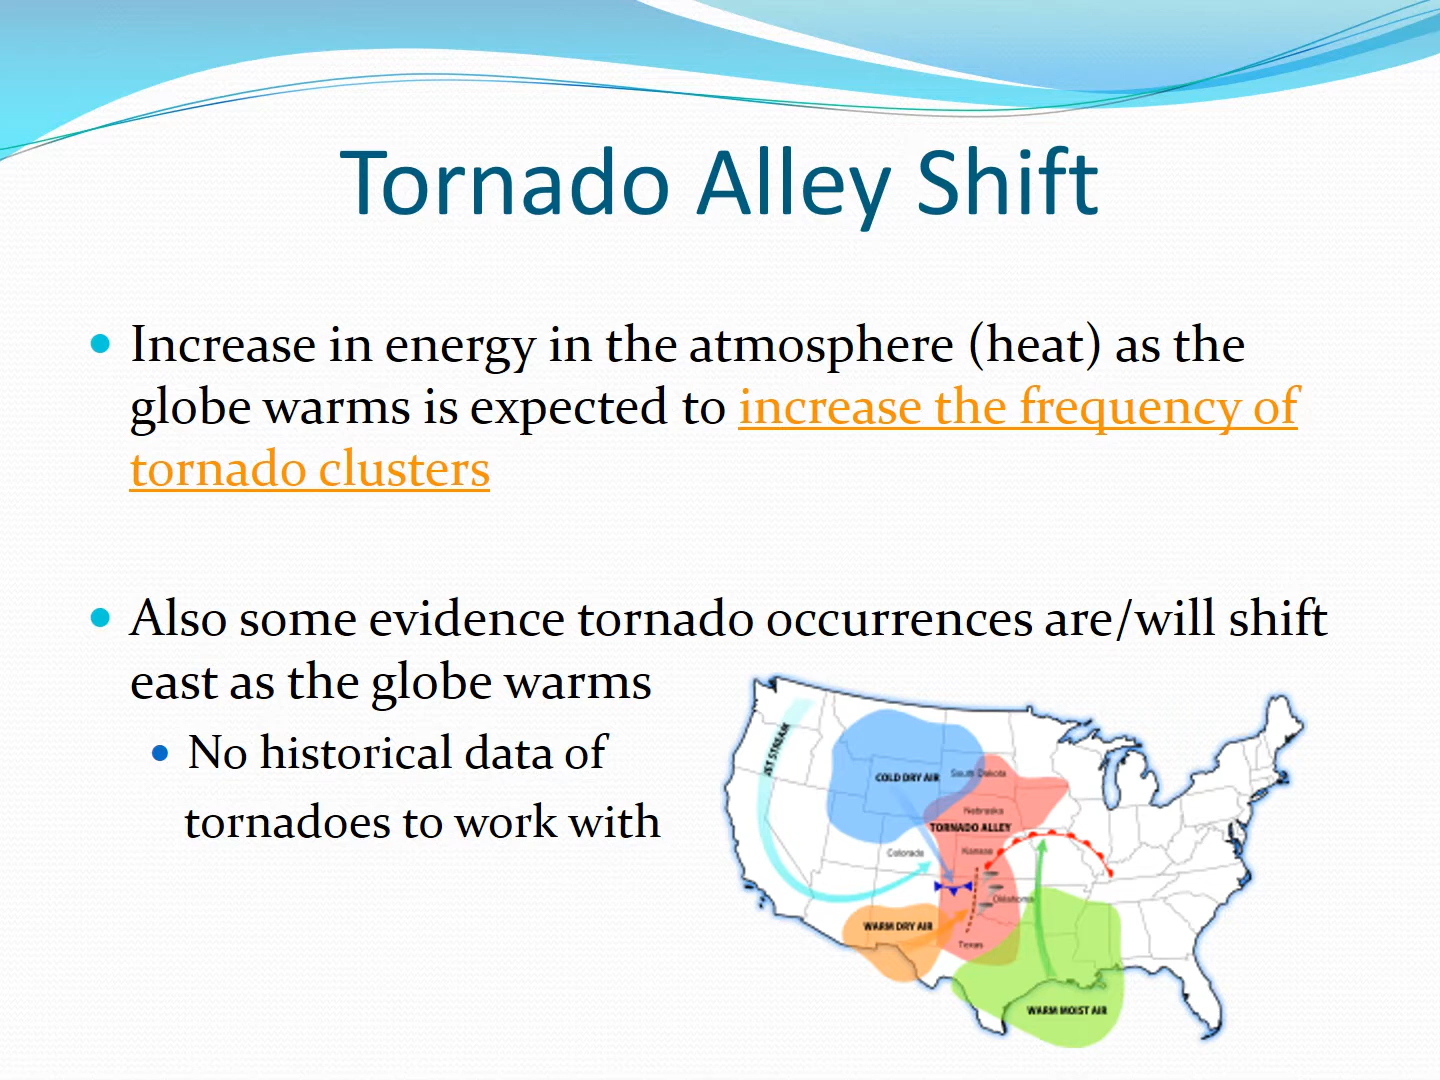 Tornado Alley Shift
Increase in energy in the atmosphere (heat) as the
globe warms is expected to increase the frequency of
tornado clusters
Also some evidence tornado occurrences are/will shift
east as the globe warms
No historical data of
tornadoes to work with
JET STREAM
COLD DRY AIR
South Dakota
Nebraska
TORNADO ALLEY
Colorado
Kansas
Oklahoma
WARM DRY AIR
Texas
WARM MOIST AIR